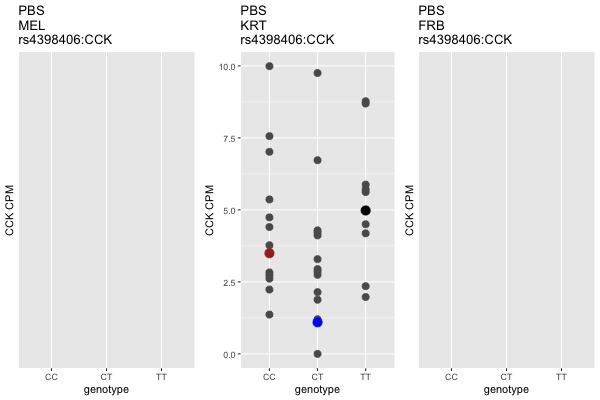 PBS
MEL
rs4398406:CCK
CCK CPM
CC CT TT
genotype
PBS
KRT
rs4398406:CCK
CCK CPM
10.0
7.5
5.0
2.5
0.0
CC CT TT
genotype
PBS
FRB
rs4398406:CCK
CCK CPM
CC CT TT
genotype